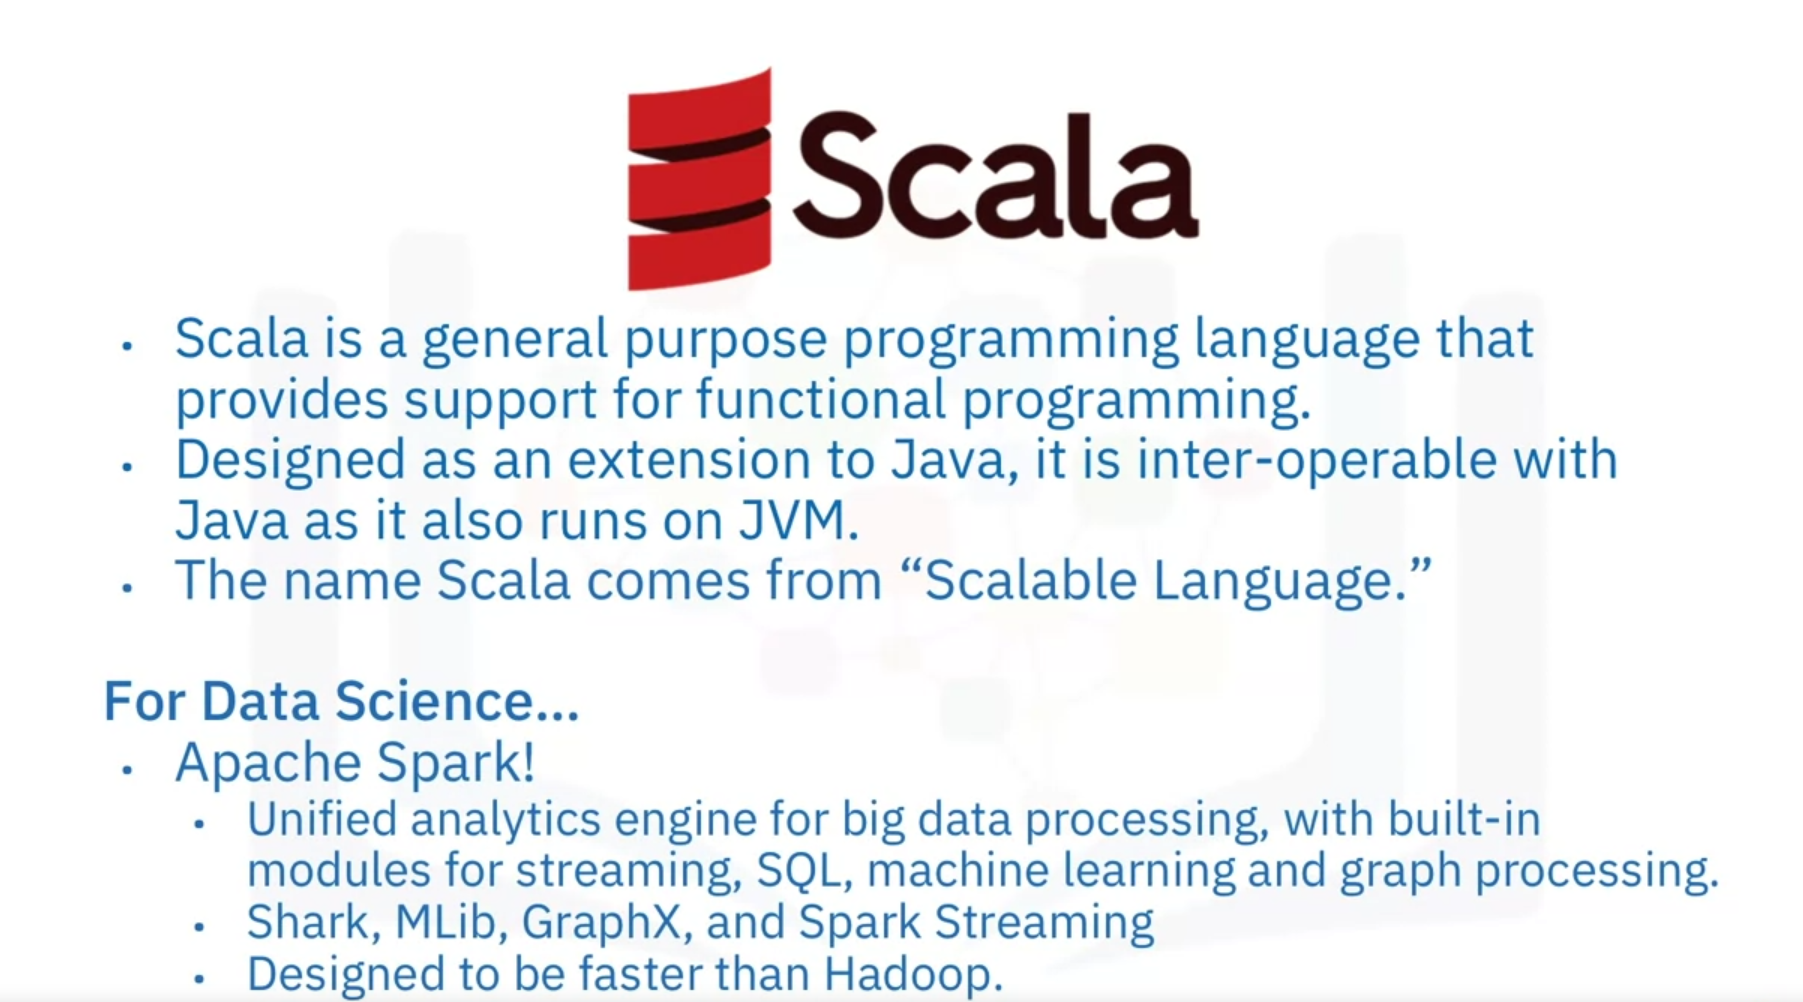 Scala
• Scala is a general purpose programming language that
provides support for functional programming.
• Designed as an extension to Java, it is inter-operable with
Java as it also runs on JVM.
• The name Scala comes from “Scalable Language.”
For Data Science...
• Apache Spark!
• Unified analytics engine for big data processing, with built-in
modules for streaming, SQL, machine learning and graph processing.
• Shark, MLib, GraphX, and Spark Streaming
• Designed to be faster than Hadoop.